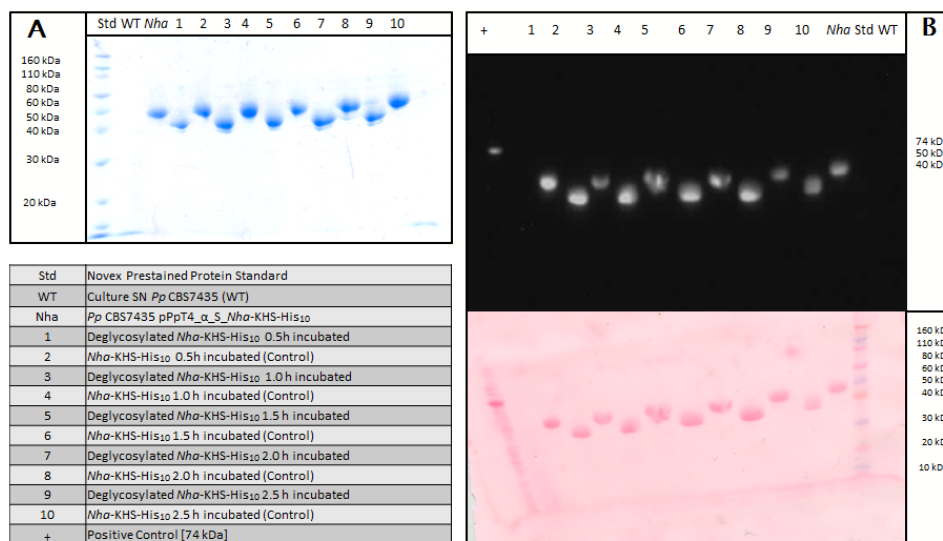 A
Std WT Nha 1 2 3 4 5 6 7 8 9 10
160 kDa
110 kDa
80 kDa
60 kDa
50 kDa
40 kDa
30 kDa
20 kDa
+ 1 2 3 4 5 6 7 8 9 10 Nha Std WT
B
74 kD
50 kD
40 kD
160 kD
110 kD
80 kD
60 kD
50 kD
40 kD
30 kD
20 kD
10 kD
Std Novex Prestained Protein Standard
WT Culture SN Pp CBS7435 (WT)
Nha Pp CBS7435 pPpT4_α_S_Nha-KHS-His₁₀
1 Deglycosylated Nha-KHS-His₁₀ 0.5h incubated
2 Nha-KHS-His₁₀ 0.5h incubated (Control)
3 Deglycosylated Nha-KHS-His₁₀ 1.0 h incubated
4 Nha-KHS-His₁₀ 1.0 h incubated (Control)
5 Deglycosylated Nha-KHS-His₁₀ 1.5 h incubated
6 Nha-KHS-His₁₀ 1.5 h incubated (Control)
7 Deglycosylated Nha-KHS-His₁₀ 2.0 h incubated
8 Nha-KHS-His₁₀ 2.0 h incubated (Control)
9 Deglycosylated Nha-KHS-His₁₀ 2.5 h incubated
10 Nha-KHS-His₁₀ 2.5 h incubated (Control)
+ Positive Control [74 kDa]